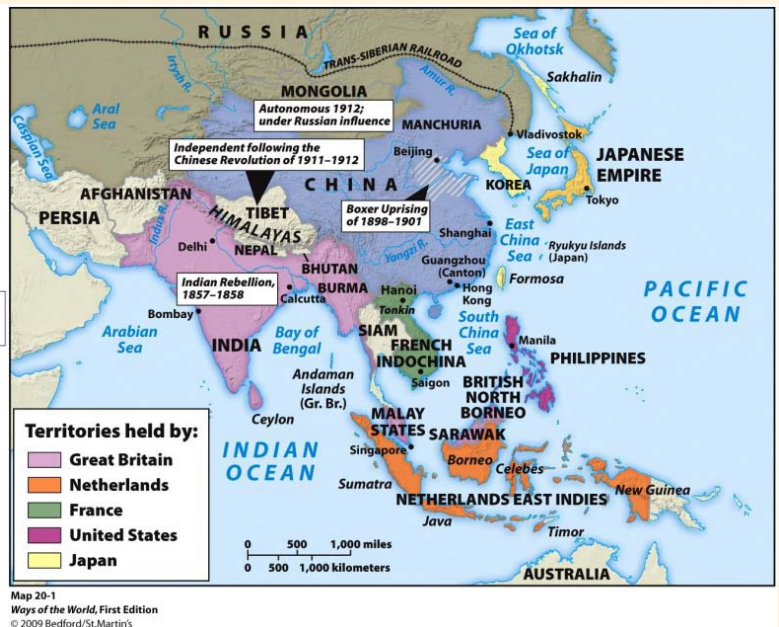 RUSSIA
Sea of
Okhotsk
TRANS-SIBERIAN RAILROAD
Irtysh R.
Amur R.
Sakhalin
MONGOLIA
Aral
Sea
Caspian Sea
Autonomous 1912;
under Russian influence
MANCHURIA
Vladivostok
Independent following the
Chinese Revolution of 1911–1912
Beijing
Sea of
Japan
JAPANESE
EMPIRE
CHINA
KOREA
Tokyo
AFGHANISTAN
PERSIA
TIBET
HIMALAYAS
Boxer Uprising
of 1898–1901
Indus R.
Shanghai
East
China
Sea
Ryukyu Islands
(Japan)
Delhi
NEPAL
Yangzi R.
Guangzhou
(Canton)
BHUTAN
Formosa
Indian Rebellion,
1857–1858
BURMA
Hanoi
Hong
Kong
Calcutta
Tonkin
PACIFIC
OCEAN
Bombay
Arabian
Sea
INDIA
Bay of
Bengal
SIAM
FRENCH
INDOCHINA
South
China
Sea
Manila
PHILIPPINES
Andaman
Islands
(Gr. Br.)
Saigon
BRITISH
NORTH
BORNEO
Ceylon
MALAY
STATES
SARAWAK
Territories held by:
Great Britain
Netherlands
France
United States
Japan
INDIAN
OCEAN
Singapore
Borneo
Celebes
Sumatra
NETHERLANDS EAST INDIES
New Guinea
Java
Timor
0 500 1,000 miles
0 500 1,000 kilometers
AUSTRALIA
Map 20-1
Ways of the World, First Edition
© 2009 Bedford/St.Martin's